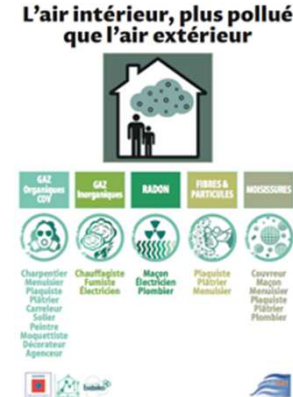 L'air intérieur, plus pollué
que l'air extérieur
GAZ
Organiques
COV
GAZ
Inorganiques
RADON
FIBRES &
PARTICULES
MOISISSURES
Charpentier
Menuisier
Plaquiste
Plâtrier
Carreleur
Solier
Peintre
Moquettiste
Décorateur
Agenceur
Chauffagiste
Fumiste
Électricien
Maçon
Électricien
Plombier
Plaquiste
Plâtrier
Menuisier
Couvreur
Maçon
Menuisier
Plaquiste
Plâtrier
Plombier